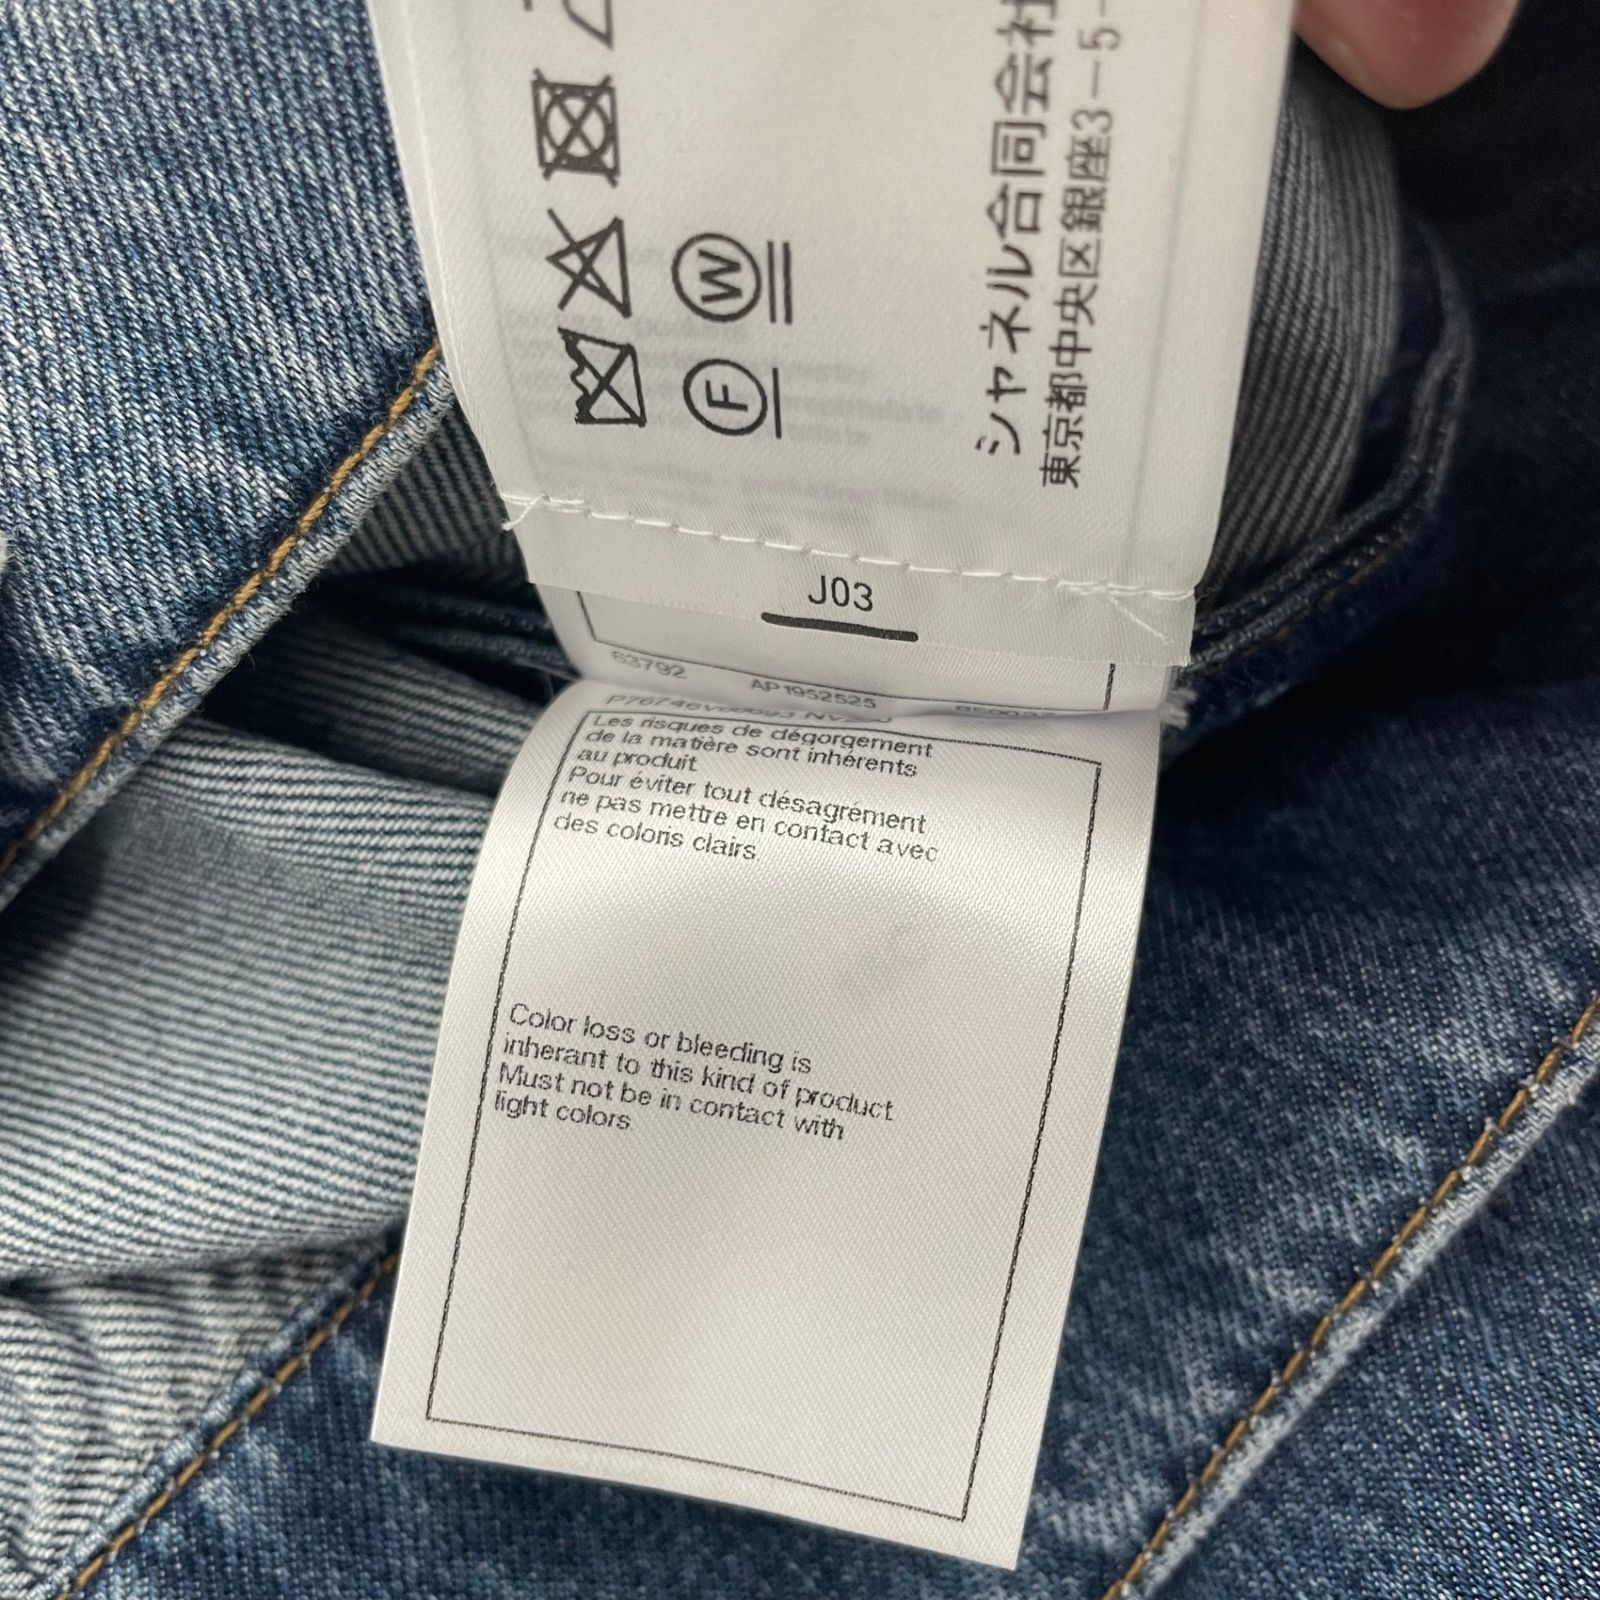 シャネル合同会社
東京都中央区銀座3-5-
W
F
J03
63792
AP1952525
Les risques de dégorgement
de la matière sont inhérents
au produit
Pour éviter tout désagrément
ne pas mettre en contact avec
des coloris clairs
Color loss or bleeding is
inherant to this kind of product
Must not be in contact with
light colors